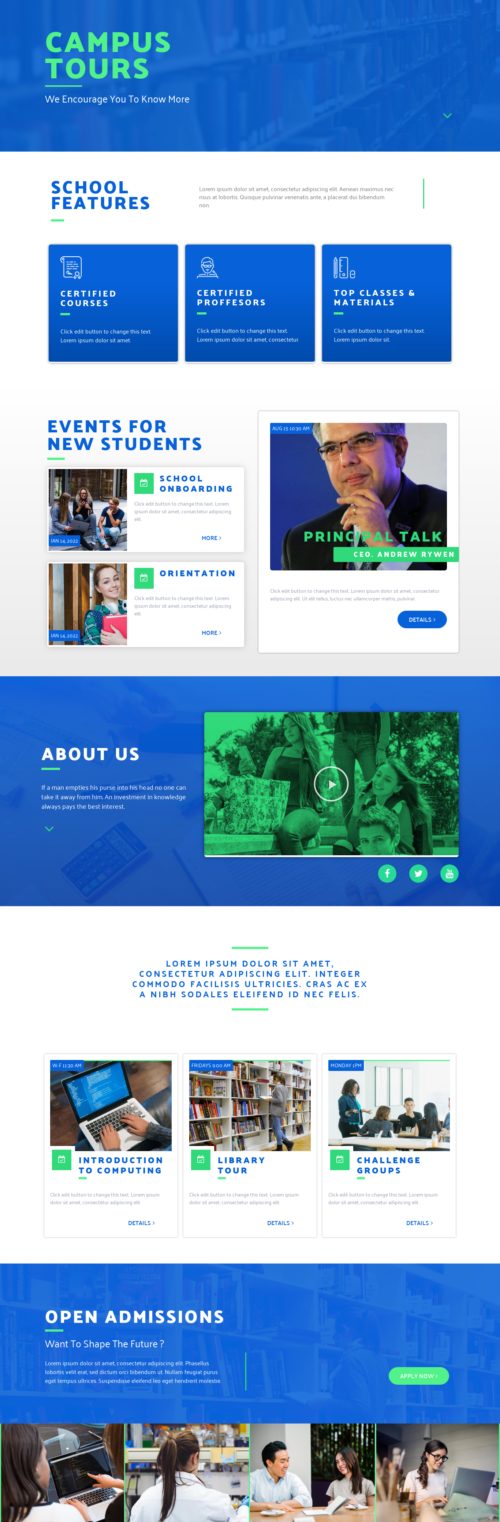 CAMPUS
TOURS
We Encourage You To Know More
SCHOOL
FEATURES
Lorem ipsum dolor sit amet, consectetur adipiscing elit. Aenean maximus nec
risus at lobortis. Quisque pulvinar venenatis ante, a placerat dui bibendum
non.
CERTIFIED
COURSES
Click edit button to change this text.
Lorem ipsum dolor sit amet.
CERTIFIED
PROFFESORS
Click edit button to change this text.
Lorem ipsum dolor sit amet, consectetur
TOP CLASSES &
MATERIALS
Click edit button to change this text.
Lorem ipsum dolor sit.
EVENTS FOR
NEW STUDENTS
JAN 14, 2022
SCHOOL
ONBOARDING
Click edit button to change this text. Lorem
ipsum dolor sit amet, consectetur adipiscing
elit.
MORE >
JAN 14, 2022
ORIENTATION
Click edit button to change this text. Lorem
ipsum dolor sit amet, consectetur adipiscing
elit.
MORE >
AUG 13 10:30 AM
PRINCIPAL TALK
CEO. ANDREW RYWEN
Click edit button to change this text. Lorem ipsum dolor sit amet, consectetur
adipiscing elit. Ut elit tellus, luctus nec ullamcorper mattis, pulvinar.
DETAILS >
ABOUT US
If a man empties his purse into his head no one can
take it away from him. An investment in knowledge
always pays the best interest.
LOREM IPSUM DOLOR SIT AMET,
CONSECTETUR ADIPISCING ELIT. INTEGER
COMMODO FACILISIS ULTRICIES. CRAS AC EX
A NIBH SODALES ELEIFEND ID NEC FELIS.
W-F 11:30 AM
INTRODUCTION
TO COMPUTING
Click edit button to change this text. Lorem ipsum
dolor sit amet, consectetur adipiscing elit
DETAILS >
FRIDAYS 9:00 AM
LIBRARY
TOUR
Click edit button to change this text. Lorem ipsum
dolor sit amet, consectetur adipiscing elit
DETAILS >
MONDAY 1PM
CHALLENGE
GROUPS
Click edit button to change this text. Lorem ipsum
dolor sit amet, consectetur adipiscing elit
DETAILS >
OPEN ADMISSIONS
Want To Shape The Future ?
Lorem ipsum dolor sit amet, consectetur adipiscing elit. Phasellus
lobortis velit erat, sed dictum orci bibendum ut. Nullam feugiat purus
eget tempus ultrices. Suspendisse eleifend leo eget hendrerit molestie.
APPLY NOW >